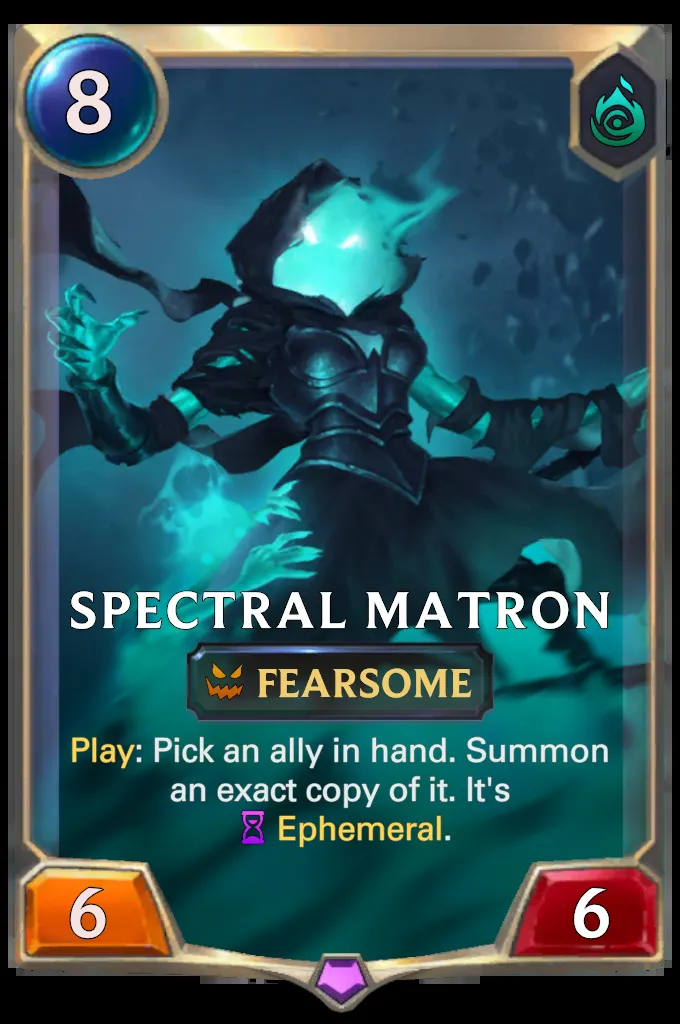 8
SPECTRAL MATRON
FEARSOME
Play: Pick an ally in hand. Summon
an exact copy of it. It's
Ephemeral.
6
6